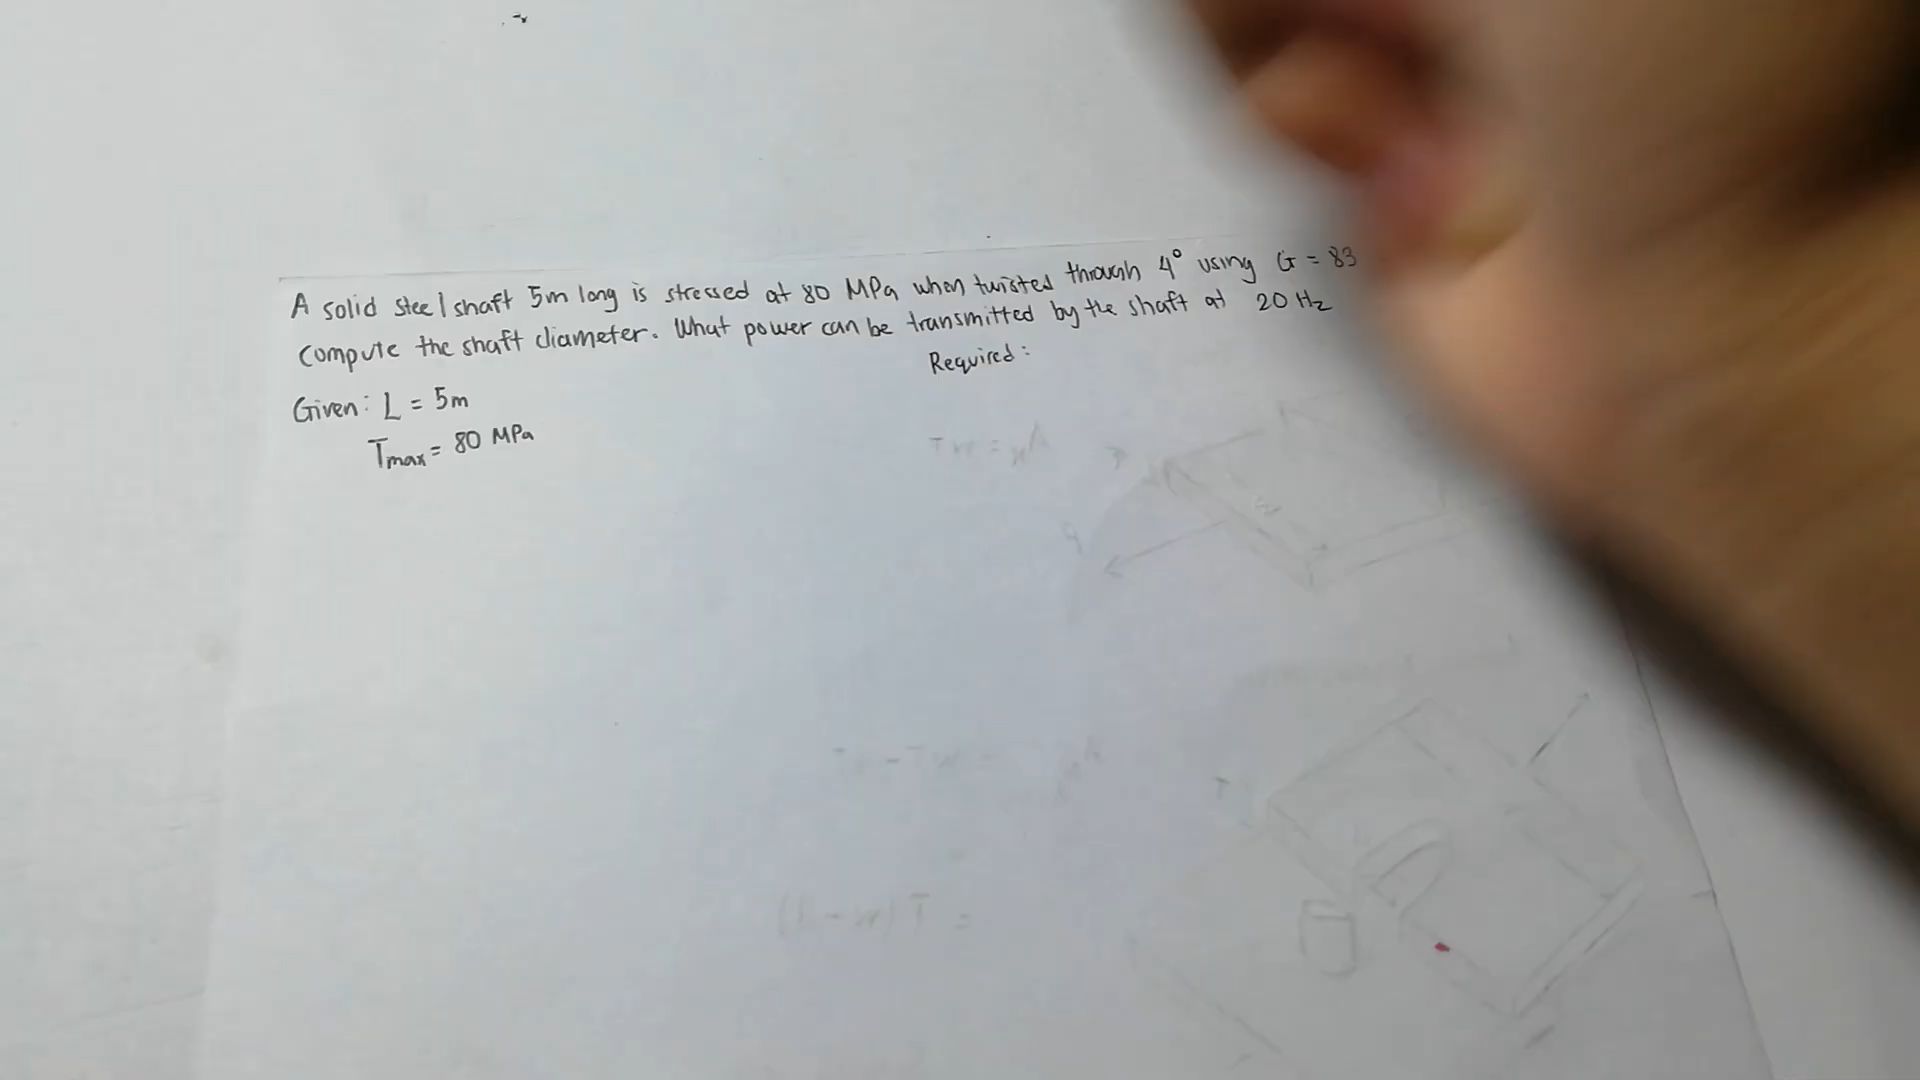 A solid steel shaft 5m long is stressed at 80 MPa when twisted through 4° using G = 83
compute the shaft diameter. What power can be transmitted by the shaft at 20 Hz
Required:
Given: L = 5m
Tmax = 80 MPa